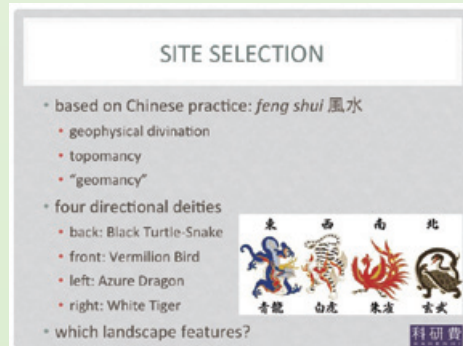 SITE SELECTION
• based on Chinese practice: feng shui 風水
• geophysical divination
• topomancy
• “geomancy”
• four directional deities
• back: Black Turtle-Snake
• front: Vermillion Bird
• left: Azure Dragon
• right: White Tiger
東 西 南 北
青龍 白虎 朱雀 玄武
• which landscape features?
科研費